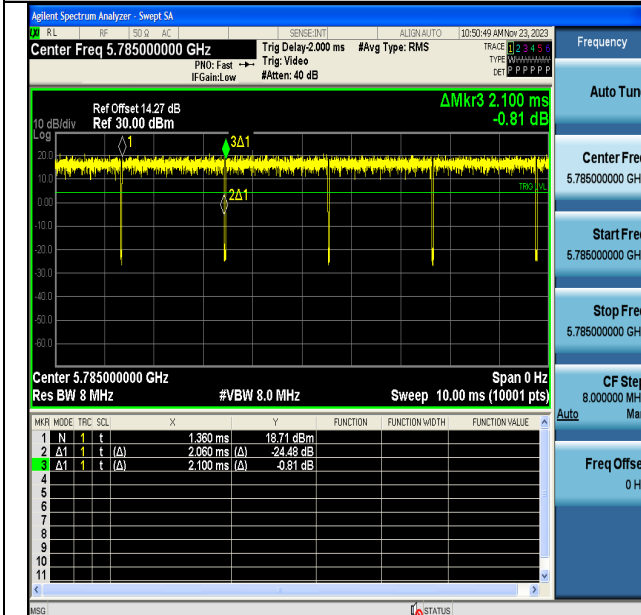 Agilent Spectrum Analyzer - Swept SA
LXI RL RF 50 Ω AC SENSE:INT ALIGN AUTO 10:50:49 AM Nov 23, 2023
Center Freq 5.785000000 GHz
PNO: Fast
IFGain:Low
Trig Delay-2.000 ms
Trig: Video
#Atten: 40 dB
#Avg Type: RMS
TRACE 1 2 3 4 5 6
TYPE
DET P P P P P P
Ref Offset 14.27 dB
10 dB/div Ref 30.00 dBm
Log
ΔMkr3 2.100 ms
-0.81 dB
1
3Δ1
2Δ1
20.0
10.0
0.00
-10.0
-20.0
-30.0
-40.0
-50.0
-60.0
Center 5.785000000 GHz Span 0 Hz
Res BW 8 MHz #VBW 8.0 MHz Sweep 10.00 ms (10001 pts)
MKR MODE TRC SCL X Y FUNCTION FUNCTION WIDTH FUNCTION VALUE
1 N 1 t 1.360 ms 18.71 dBm
2 Δ1 1 t (Δ) 2.060 ms (Δ) -24.48 dB
3 Δ1 1 t (Δ) 2.100 ms (Δ) -0.81 dB
4
5
6
7
8
9
10
11
MSG STATUS
Frequency
Auto Tun
Center Fre
5.785000000 GH
Start Fre
5.785000000 GH
Stop Fre
5.785000000 GH
CF Step
8.000000 MH
Auto Ma
Freq Offse
0 H